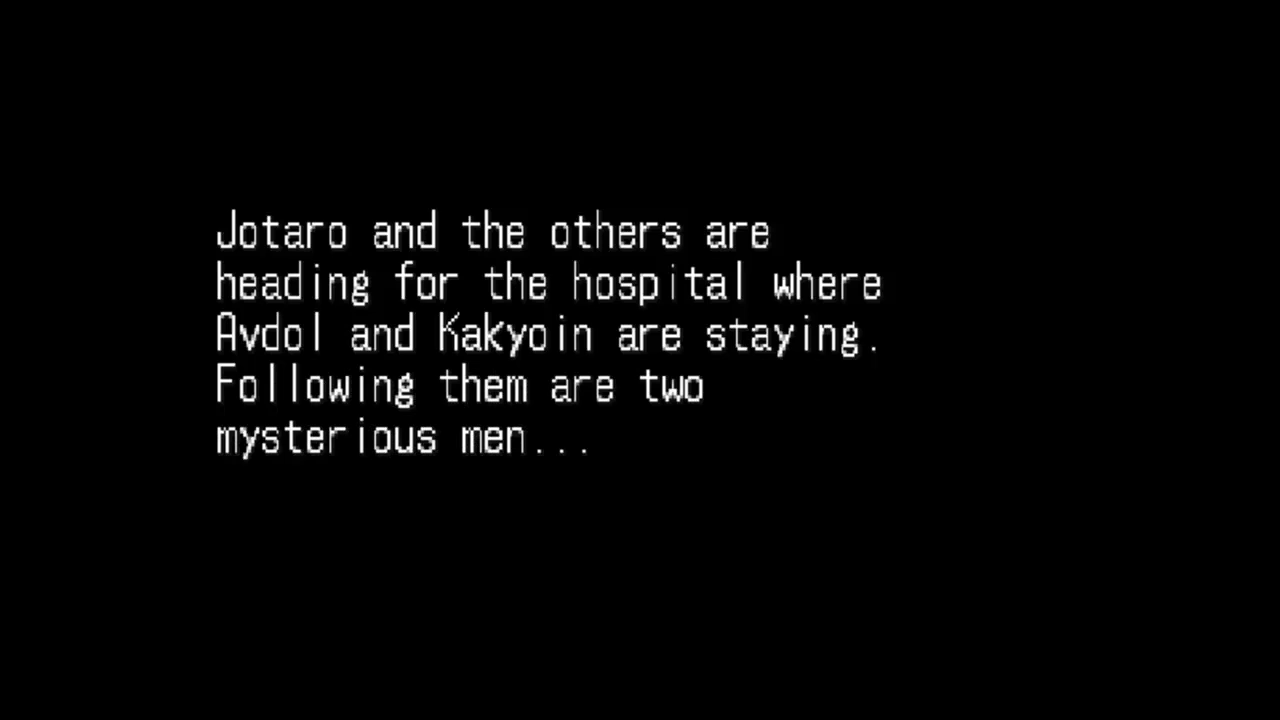 Jotaro and the others are
heading for the hospital where
Avdol and Kakyoin are staying.
Following them are two
mysterious men...